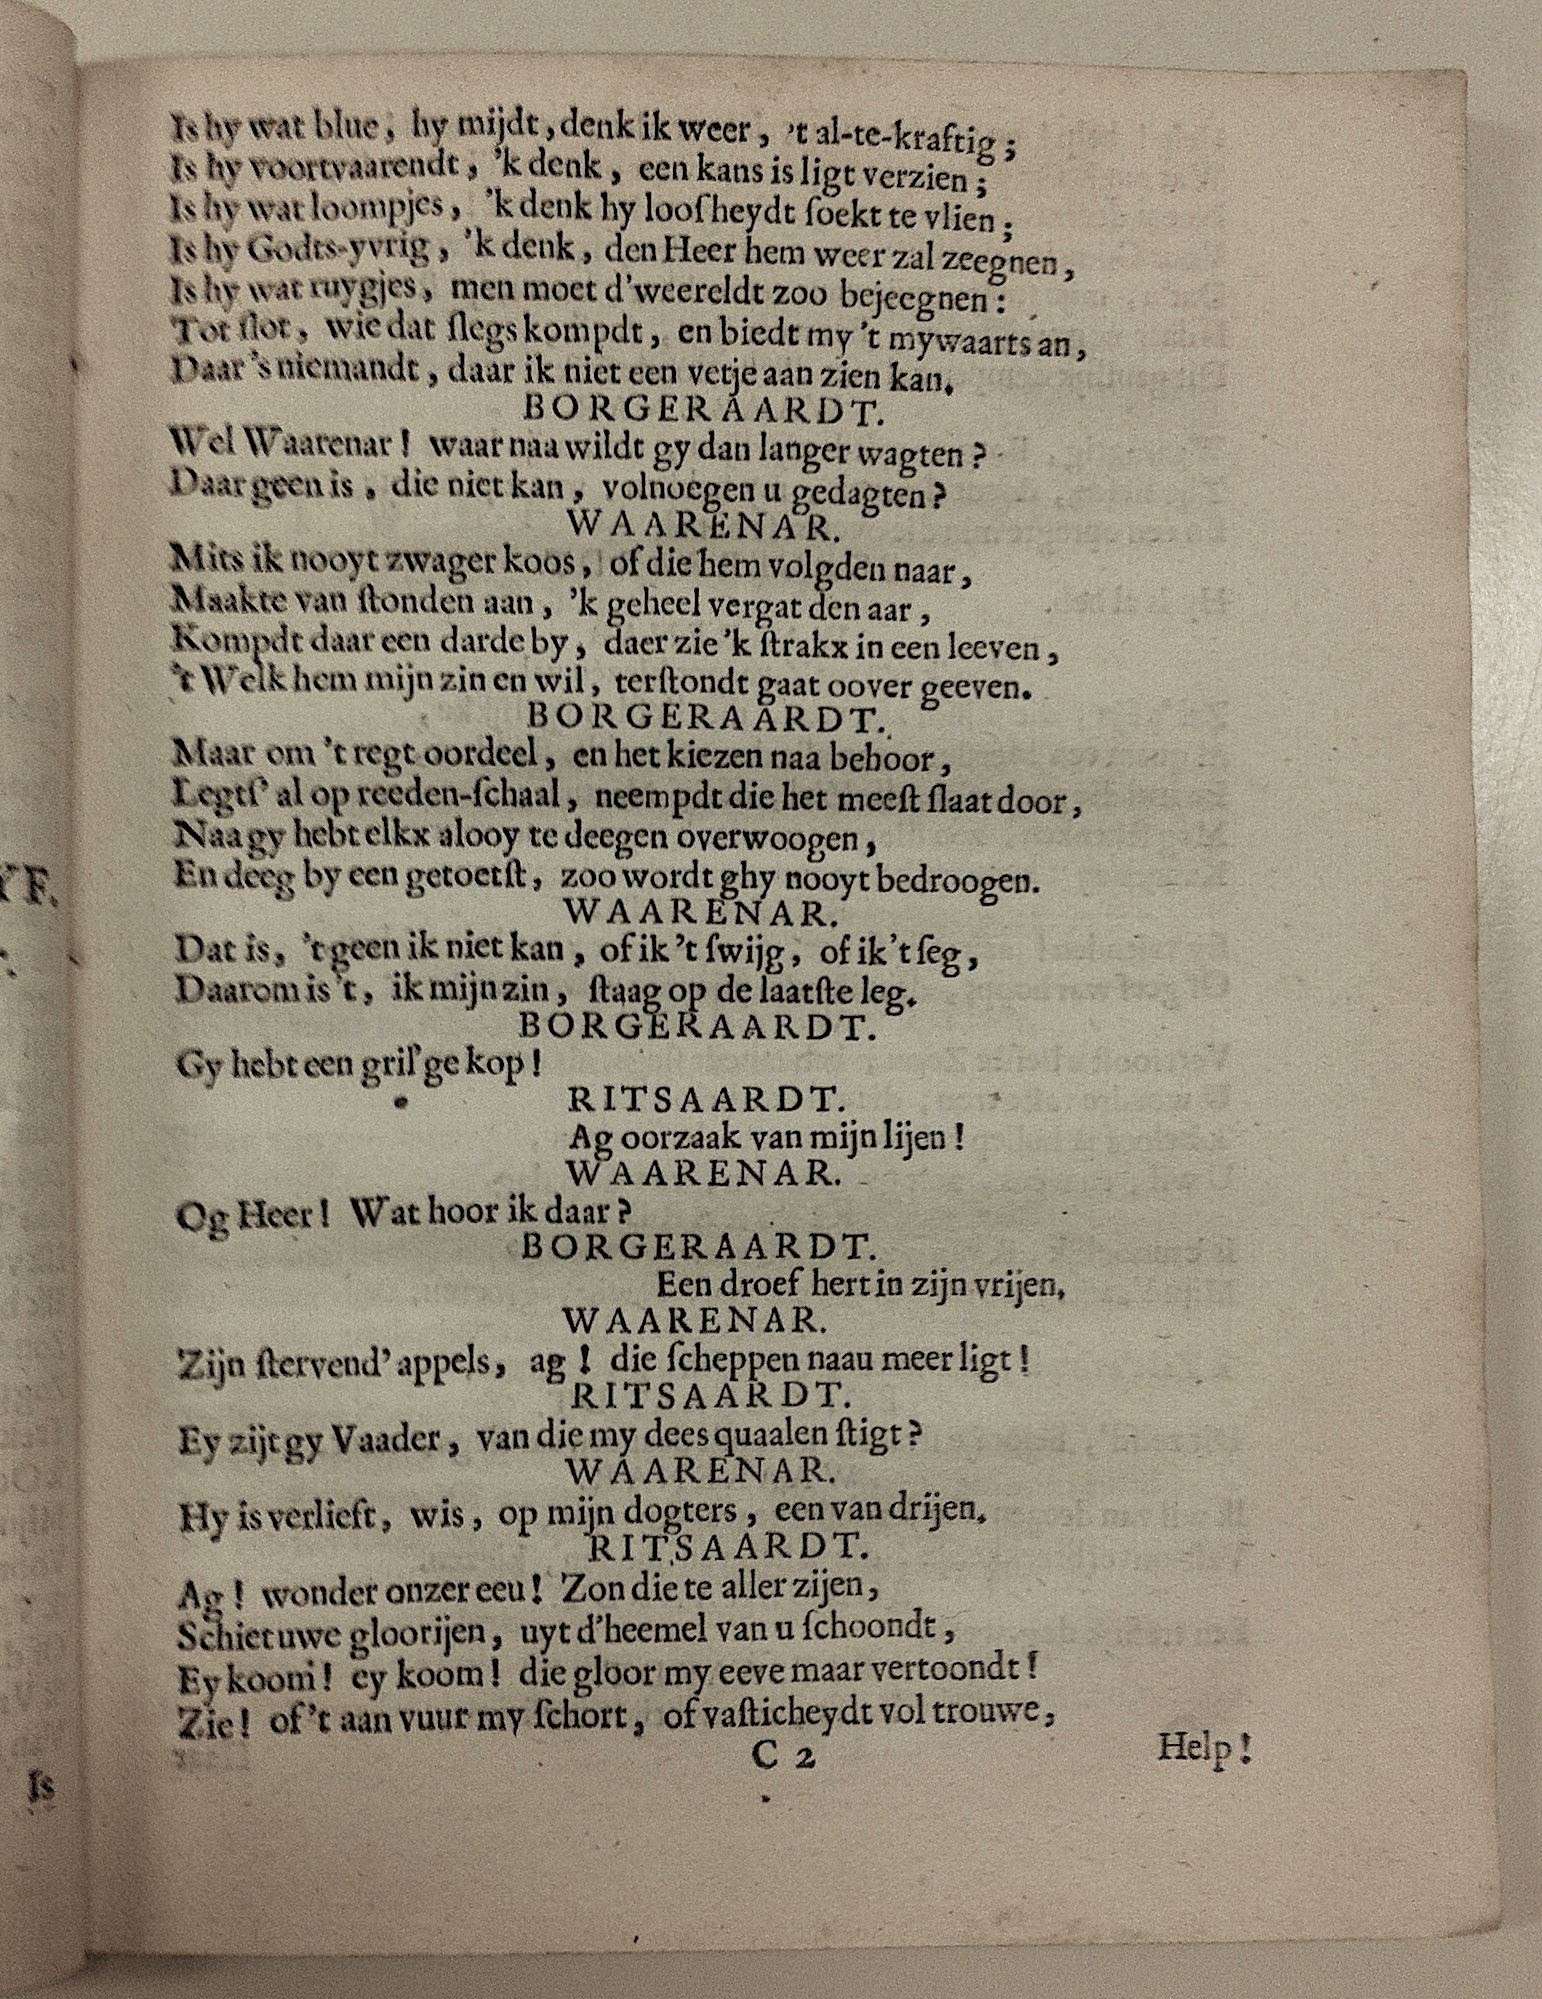 Is hy wat blue, hy mijdt, denk ik weer, 't al-te-kraftig;
Is hy voortvaarendt, 'k denk, een kans is ligt verzien;
Is hy wat loompjes, 'k denk hy loosheydt ſoekt te vlien;
Is hy Godts-yvrig, 'k denk, den Heer hem weer zal zeegnen,
Is hy wat ruygjes, men moet d'weereldt zoo bejeegnen:
Tot ſlot, wie dat ſlegs kompdt, en biedt my 't mywaarts an,
Daar 's niemandt, daar ik niet een vetje aan zien kan.
BORGERAARDT.
Wel Waarenar! waar naa wildt gy dan langer wagten?
Daar geen is, die niet kan, volnoegen u gedagten?
WAARENAR.
Mits ik nooyt zwager koos, of die hem volgden naar,
Maakte van ſtonden aan, 'k geheel vergat den aar,
Kompdt daar een darde by, daer zie 'k ſtrakx in een leeven,
't Welk hem mijn zin en wil, terſtondt gaat oover geeven.
BORGERAARDT.
Maar om 't regt oordeel, en het kiezen naa behoor,
Legtſ' al op reeden-ſchaal, neempdt die het meeſt ſlaat door,
Naa gy hebt elkx alooy te deegen overwoogen,
En deeg by een getoetſt, zoo wordt ghy nooyt bedroogen.
WAARENAR.
Dat is, 't geen ik niet kan, of ik 't ſwijg, of ik 't ſeg,
Daarom is 't, ik mijn zin, ſtaag op de laatſte leg.
BORGERAARDT.
Gy hebt een gril'ge kop!
RITSAARDT.
Ag oorzaak van mijn lijen!
WAARENAR.
Og Heer! Wat hoor ik daar?
BORGERAARDT.
Een droef hert in zijn vrijen,
WAARENAR.
Zijn ſtervend' appels, ag! die ſcheppen naau meer ligt!
RITSAARDT.
Ey zijt gy Vaader, van die my dees quaalen ſtigt?
WAARENAR.
Hy is verlieft, wis, op mijn dogters, een van drijen.
RITSAARDT.
Ag! wonder onzer eeu! Zon die te aller zijen,
Schiet uwe gloorijen, uyt d'heemel van u ſchoondt,
Ey koom! ey koom! die gloor my eeve maar vertoondt!
Zie! of 't aan vuur my ſchort, of vaſticheydt vol trouwe,
C 2
Help!
YF.
Is